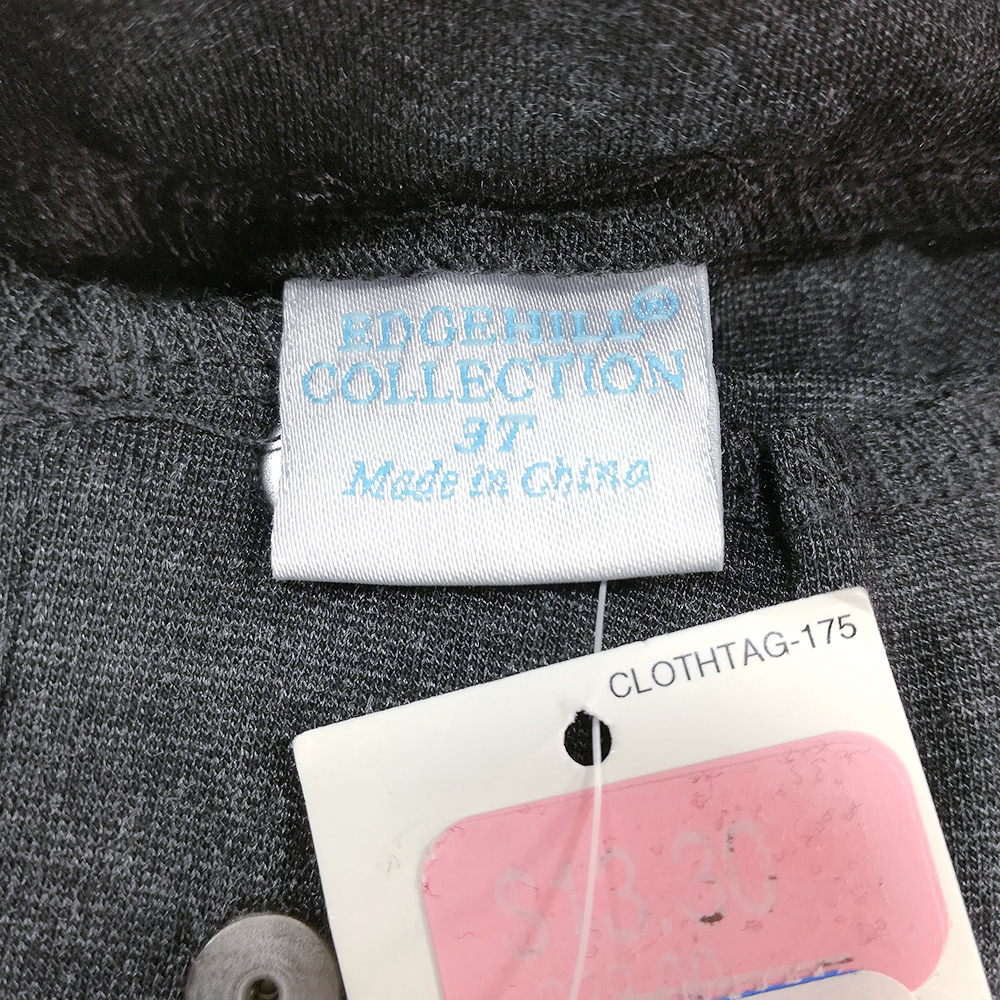 EDGEHILL®
COLLECTION
3T
Made in China
CLOTHTAG-175
$13.30